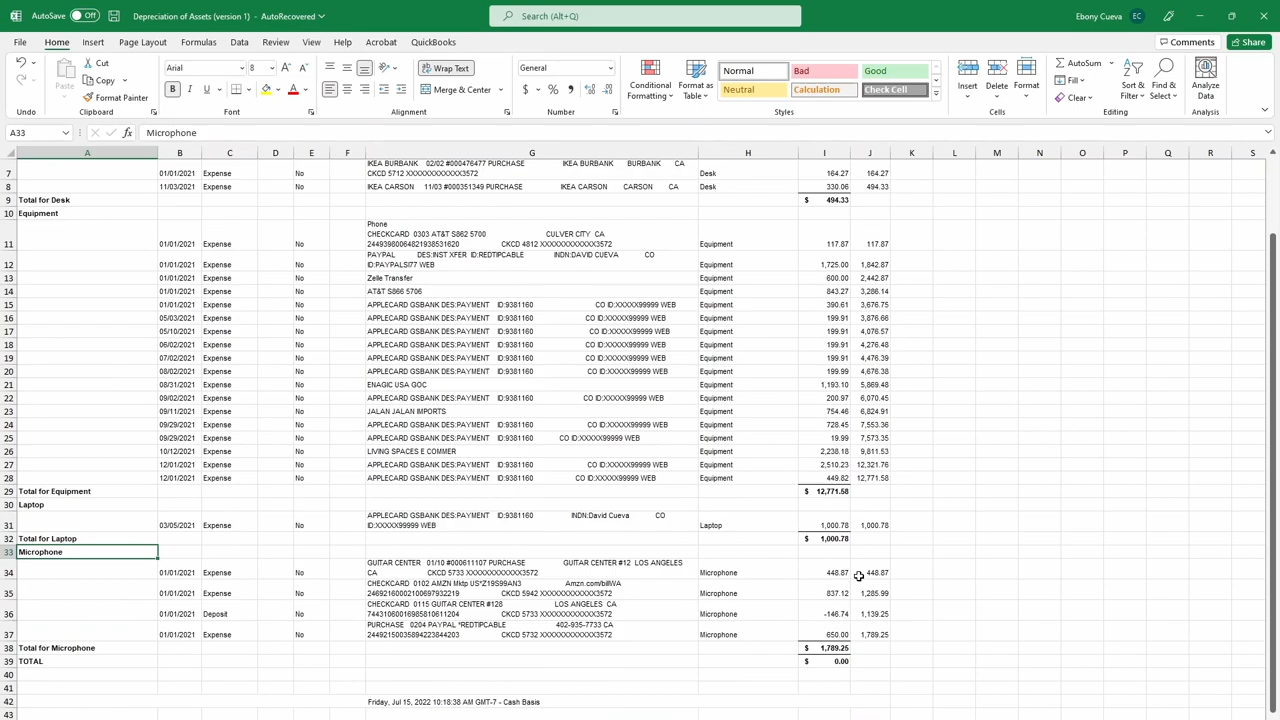 AutoSave Off Depreciation of Assets (version 1) - AutoRecovered Search (Alt+Q) Ebony Cueva EC
File Home Insert Page Layout Formulas Data Review View Help Acrobat QuickBooks Comments Share
Paste Cut Copy Format Painter Arial 8 B I U A Wrap Text Merge & Center General $ % Conditional Formatting Format as Table Normal Bad Good Neutral Calculation Check Cell Insert Delete Format AutoSum Fill Clear Sort & Filter Find & Select Analyze Data
Undo Clipboard Font Alignment Number Styles Cells Editing Analysis
A33 fx Microphone
A B C D E F G H I J K L M N O P Q R S
IKEA BURBANK 02/02 #000476477 PURCHASE IKEA BURBANK BURBANK CA
7 01/01/2021 Expense No CKCD 5712 XXXXXXXXXXXX3572 Desk 164.27 164.27
8 11/03/2021 Expense No IKEA CARSON 11/03 #000351349 PURCHASE IKEA CARSON CARSON CA Desk 330.06 494.33
9 Total for Desk $ 494.33
10 Equipment
Phone
CHECKCARD 0303 AT&T S862 5700 CULVER CITY CA
11 01/01/2021 Expense No 24493980064821938531620 CKCD 4812 XXXXXXXXXXXX3572 Equipment 117.87 117.87
PAYPAL DES:INST XFER ID:REDTIPCABLE INDN:DAVID CUEVA CO
12 01/01/2021 Expense No ID:PAYPALSI77 WEB Equipment 1,725.00 1,842.87
13 01/01/2021 Expense No Zelle Transfer Equipment 600.00 2,442.87
14 01/01/2021 Expense No AT&T S866 5706 Equipment 843.27 3,286.14
15 01/01/2021 Expense No APPLECARD GSBANK DES:PAYMENT ID:9381160 CO ID:XXXXX99999 WEB Equipment 390.61 3,676.75
16 05/03/2021 Expense No APPLECARD GSBANK DES:PAYMENT ID:9381160 CO ID:XXXXX99999 WEB Equipment 199.91 3,876.66
17 05/10/2021 Expense No APPLECARD GSBANK DES:PAYMENT ID:9381160 CO ID:XXXXX99999 WEB Equipment 199.91 4,076.57
18 06/02/2021 Expense No APPLECARD GSBANK DES:PAYMENT ID:9381160 CO ID:XXXXX99999 WEB Equipment 199.91 4,276.48
19 07/02/2021 Expense No APPLECARD GSBANK DES:PAYMENT ID:9381160 CO ID:XXXXX99999 WEB Equipment 199.91 4,476.39
20 08/02/2021 Expense No APPLECARD GSBANK DES:PAYMENT ID:9381160 CO ID:XXXXX99999 WEB Equipment 199.99 4,676.38
21 08/31/2021 Expense No ENAGIC USA GOC Equipment 1,193.10 5,869.48
22 09/02/2021 Expense No APPLECARD GSBANK DES:PAYMENT ID:9381160 CO ID:XXXXX99999 WEB Equipment 200.97 6,070.45
23 09/11/2021 Expense No JALAN JALAN IMPORTS Equipment 754.46 6,824.91
24 09/29/2021 Expense No APPLECARD GSBANK DES:PAYMENT ID:9381160 CO ID:XXXXX99999 WEB Equipment 728.45 7,553.36
25 09/29/2021 Expense No APPLECARD GSBANK DES:PAYMENT ID:9381160 CO ID:XXXXX99999 WEB Equipment 19.99 7,573.35
26 10/12/2021 Expense No LIVING SPACES E COMMER Equipment 2,238.18 9,811.53
27 12/01/2021 Expense No APPLECARD GSBANK DES:PAYMENT ID:9381160 CO ID:XXXXX99999 WEB Equipment 2,510.23 12,321.76
28 12/01/2021 Expense No APPLECARD GSBANK DES:PAYMENT ID:9381160 CO ID:XXXXX99999 WEB Equipment 449.82 12,771.58
29 Total for Equipment $ 12,771.58
30 Laptop
APPLECARD GSBANK DES:PAYMENT ID:9381160 INDN:David Cueva CO
31 03/05/2021 Expense No ID:XXXXX99999 WEB Laptop 1,000.78 1,000.78
32 Total for Laptop $ 1,000.78
33 Microphone
GUITAR CENTER 01/10 #000611107 PURCHASE GUITAR CENTER #12 LOS ANGELES
34 01/01/2021 Expense No CA CKCD 5733 XXXXXXXXXXXX3572 Microphone 448.87 448.87
CHECKCARD 0102 AMZN Mktp US*Z19S99AN3 Amzn.com/billWA
35 01/01/2021 Expense No 24692160002100697932219 CKCD 5942 XXXXXXXXXXXX3572 Microphone 837.12 1,285.99
CHECKCARD 0115 GUITAR CENTER #128 LOS ANGELES CA
36 01/01/2021 Deposit No 74431060016985810611204 CKCD 5733 XXXXXXXXXXXX3572 Microphone -146.74 1,139.25
PURCHASE 0204 PAYPAL *REDTIPCABLE 402-935-7733 CA
37 01/01/2021 Expense No 24492150035894223844203 CKCD 5732 XXXXXXXXXXXX3572 Microphone 650.00 1,789.25
38 Total for Microphone $ 1,789.25
39 TOTAL $ 0.00
40
41
42 Friday, Jul 15, 2022 10:18:38 AM GMT-7 - Cash Basis
43